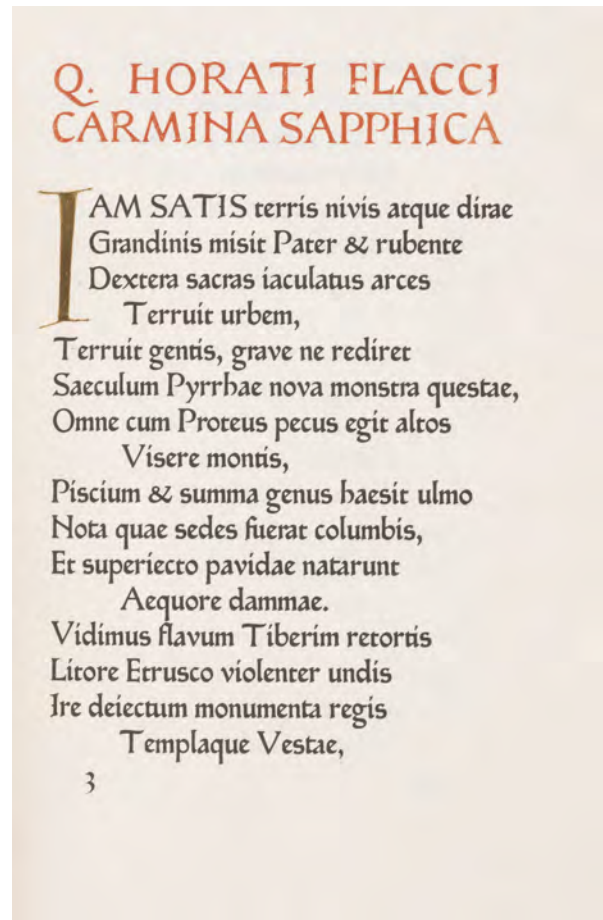 Q. HORATI FLACCI
CARMINA SAPPHICA
IAM SATIS terris nivis atque dirae
Grandinis misit Pater & rubente
Dextera sacras iaculatus arces
Terruit urbem,
Terruit gentis, grave ne rediret
Saeculum Pyrrhae nova monstra questae,
Omne cum Proteus pecus egit altos
Visere montis,
Piscium & summa genus haesit ulmo
Nota quae sedes fuerat columbis,
Et superiecto pavidae natarunt
Aequore dammae.
Vidimus flavum Tiberim retortis
Litore Etrusco violenter undis
Ire deiectum monumenta regis
Templaque Vestae,
3